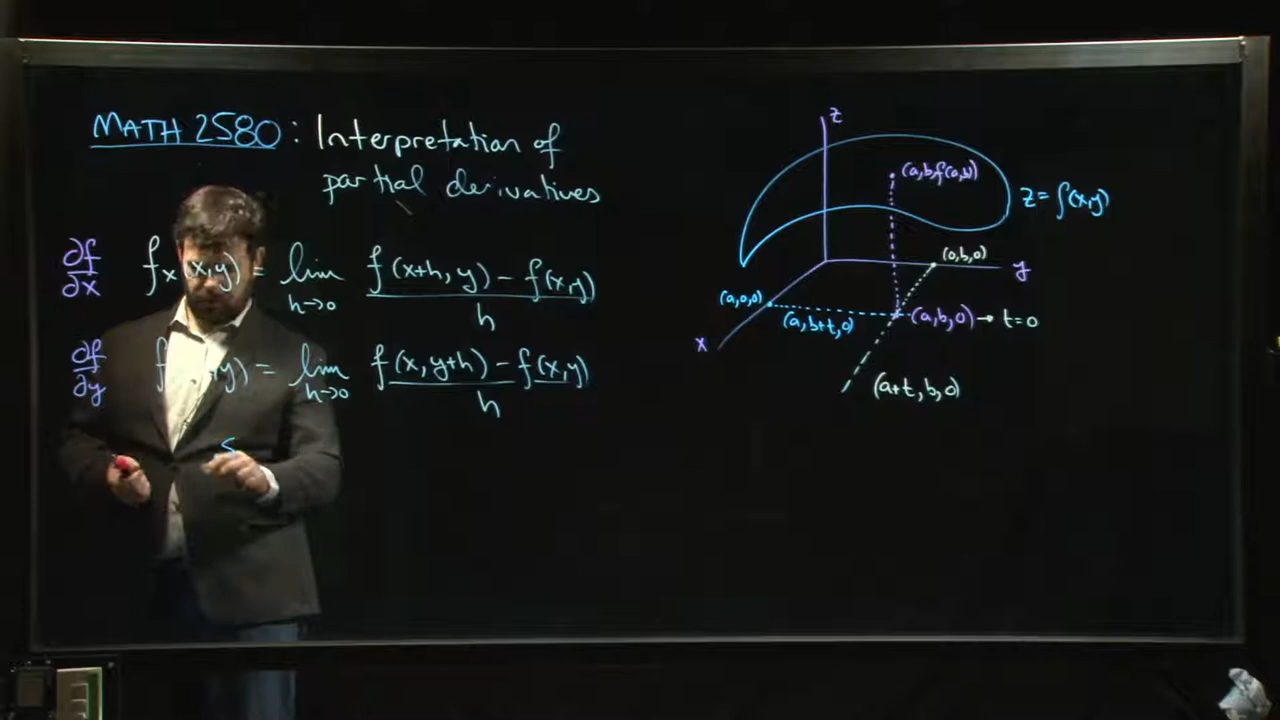 MATH 2580: Interpretation of
partial derivatives
∂f/∂x f_x(x,y) = lim_{h→0} (f(x+h, y) - f(x,y))/h
∂f/∂y f y) = lim_{h→0} (f(x, y+h) - f(x,y))/h
z
(a,b,f(a,b))
z = f(x,y)
(0,b,0)
y
(a,0,0)
(a, b+t, 0)
(a,b,0) → t=0
x
(a+t, b, 0)